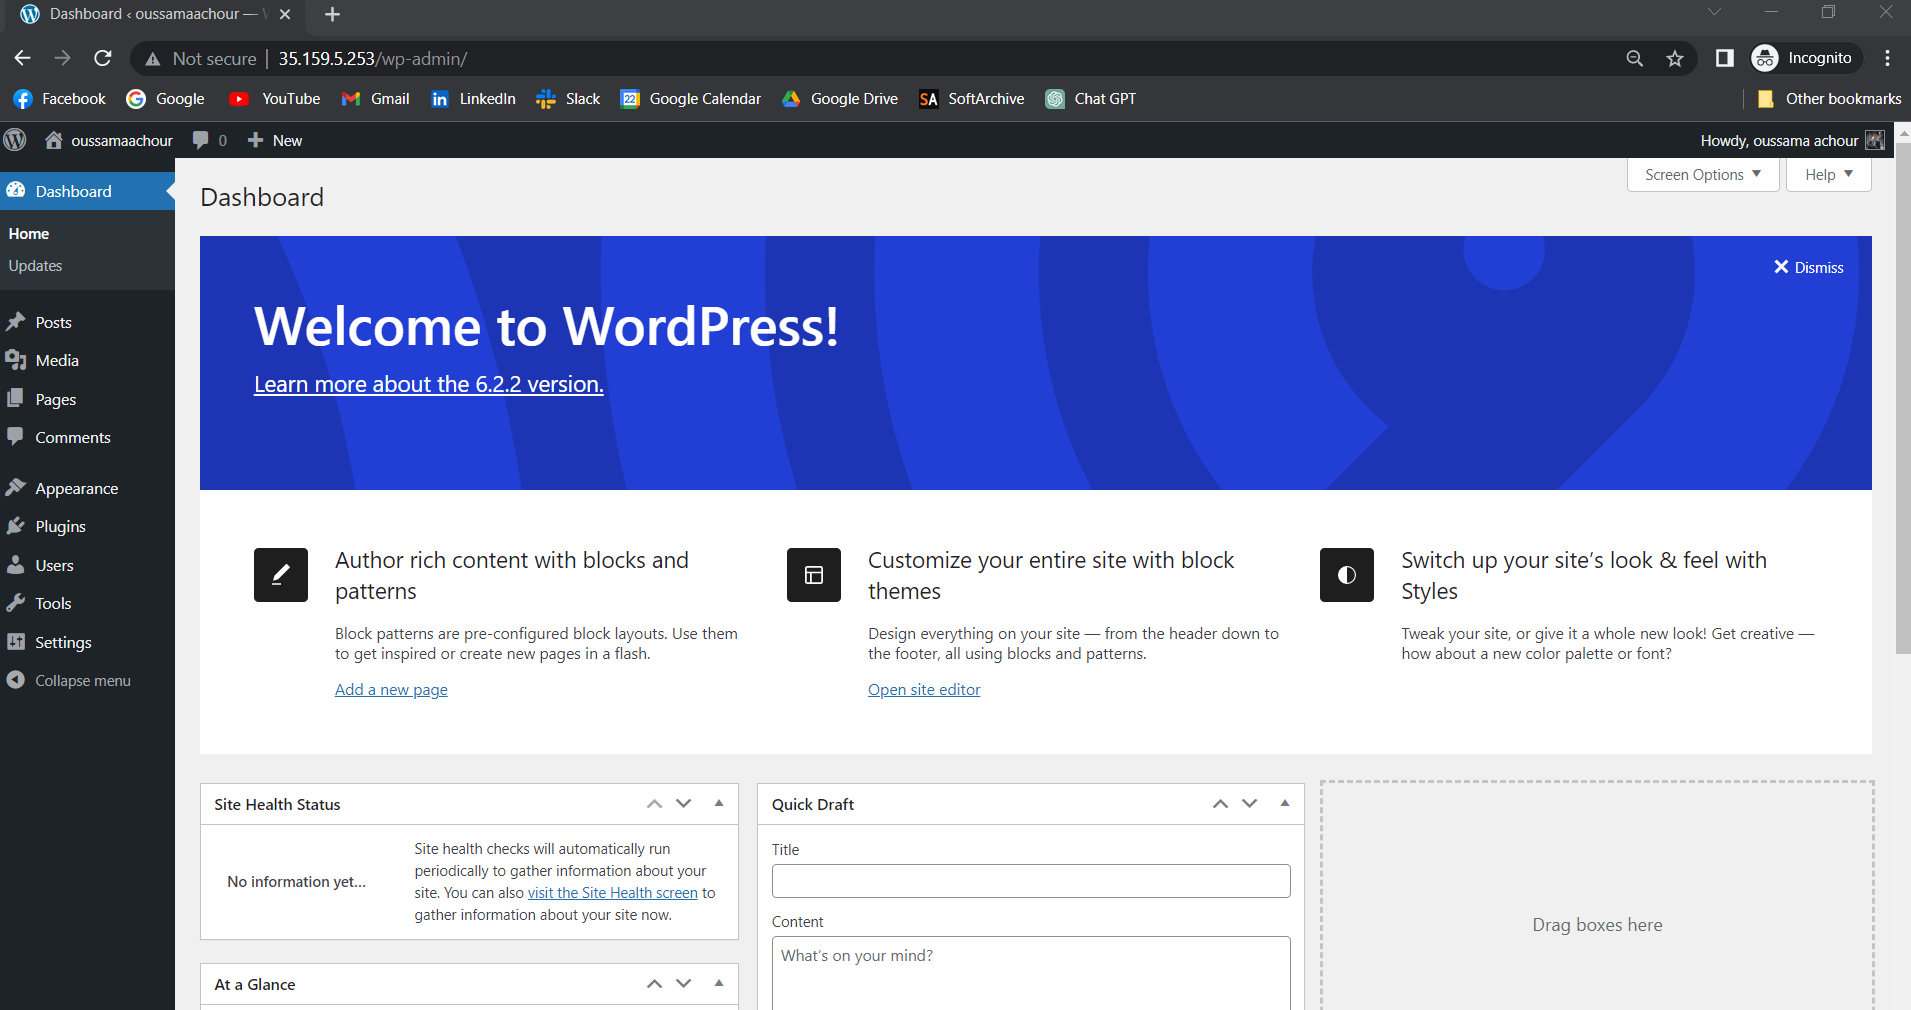 Dashboard ‹ oussamaachour —
Not secure | 35.159.5.253/wp-admin/
Incognito
Facebook Google YouTube Gmail LinkedIn Slack 22 Google Calendar Google Drive SA SoftArchive Chat GPT Other bookmarks
oussamaachour 0 New Howdy, oussama achour
Screen Options Help
Dashboard
Home
Updates
Posts
Media
Pages
Comments
Appearance
Plugins
Users
Tools
Settings
Collapse menu
Dashboard
Dismiss
Welcome to WordPress!
Learn more about the 6.2.2 version.
Author rich content with blocks and
patterns
Block patterns are pre-configured block layouts. Use them
to get inspired or create new pages in a flash.
Add a new page
Customize your entire site with block
themes
Design everything on your site — from the header down to
the footer, all using blocks and patterns.
Open site editor
Switch up your site’s look & feel with
Styles
Tweak your site, or give it a whole new look! Get creative —
how about a new color palette or font?
Site Health Status
No information yet...
Site health checks will automatically run
periodically to gather information about your
site. You can also visit the Site Health screen to
gather information about your site now.
At a Glance
Quick Draft
Title
Content
What’s on your mind?
Drag boxes here